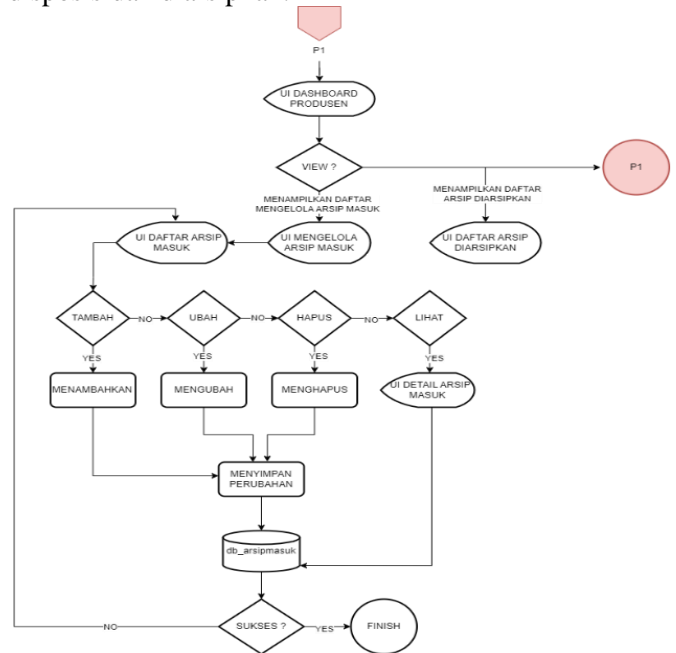 P1
UI DASHBOARD
PRODUSEN
VIEW ?
P1
MENAMPILKAN DAFTAR
MENGELOLA ARSIP MASUK
MENAMPILKAN DAFTAR
ARSIP DIARSIPKAN
UI DAFTAR ARSIP
MASUK
UI MENGELOLA
ARSIP MASUK
UI DAFTAR ARSIP
DIARSIPKAN
TAMBAH
NO
UBAH
NO
HAPUS
NO
LIHAT
YES
YES
YES
YES
MENAMBAHKAN
MENGUBAH
MENGHAPUS
UI DETAIL ARSIP
MASUK
MENYIMPAN
PERUBAHAN
db_arsipmasuk
NO
SUKSES ?
YES
FINISH